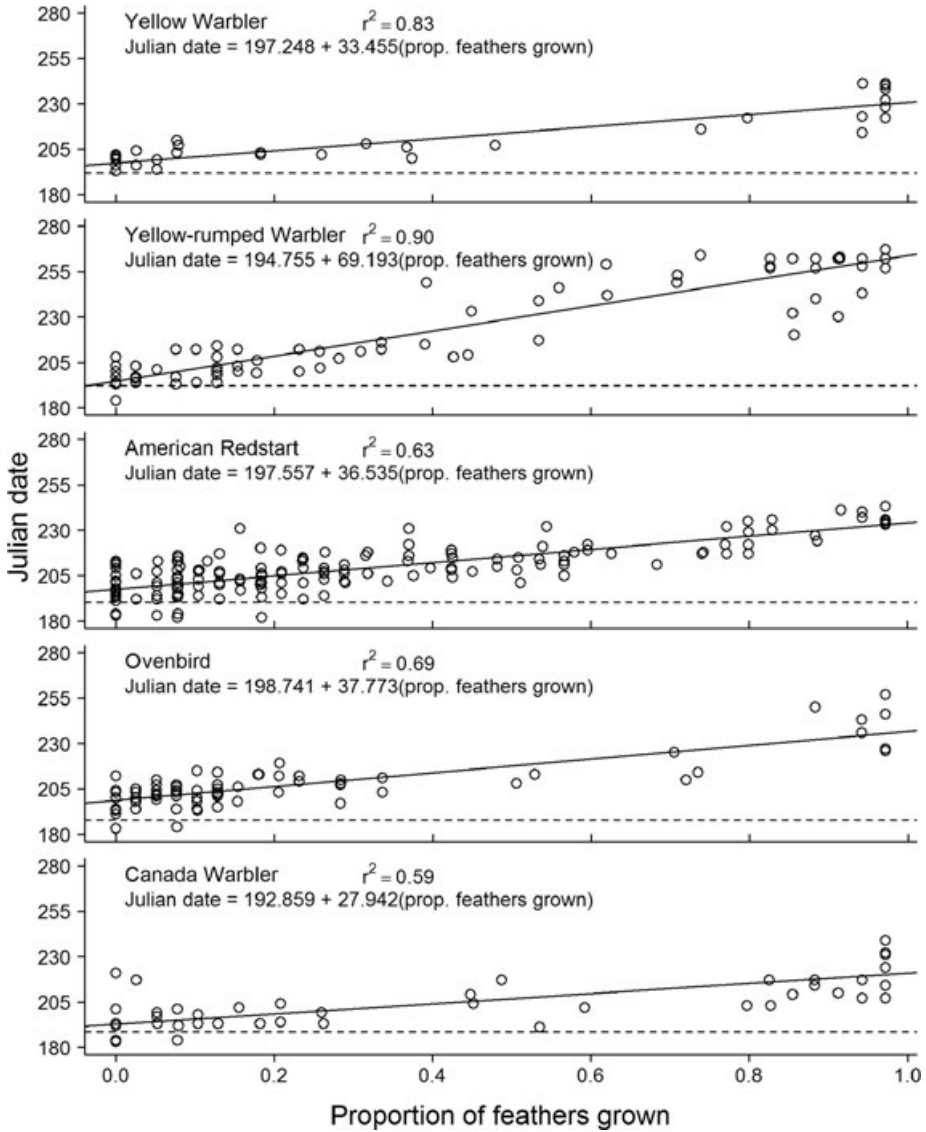 280
255
230
205
180
Yellow Warbler r² = 0.83
Julian date = 197.248 + 33.455(prop. feathers grown)
280
255
230
205
180
Yellow-rumped Warbler r² = 0.90
Julian date = 194.755 + 69.193(prop. feathers grown)
280
255
230
205
180
American Redstart r² = 0.63
Julian date = 197.557 + 36.535(prop. feathers grown)
Julian date
280
255
230
205
180
Ovenbird r² = 0.69
Julian date = 198.741 + 37.773(prop. feathers grown)
280
255
230
205
180
Canada Warbler r² = 0.59
Julian date = 192.859 + 27.942(prop. feathers grown)
0.0 0.2 0.4 0.6 0.8 1.0
Proportion of feathers grown